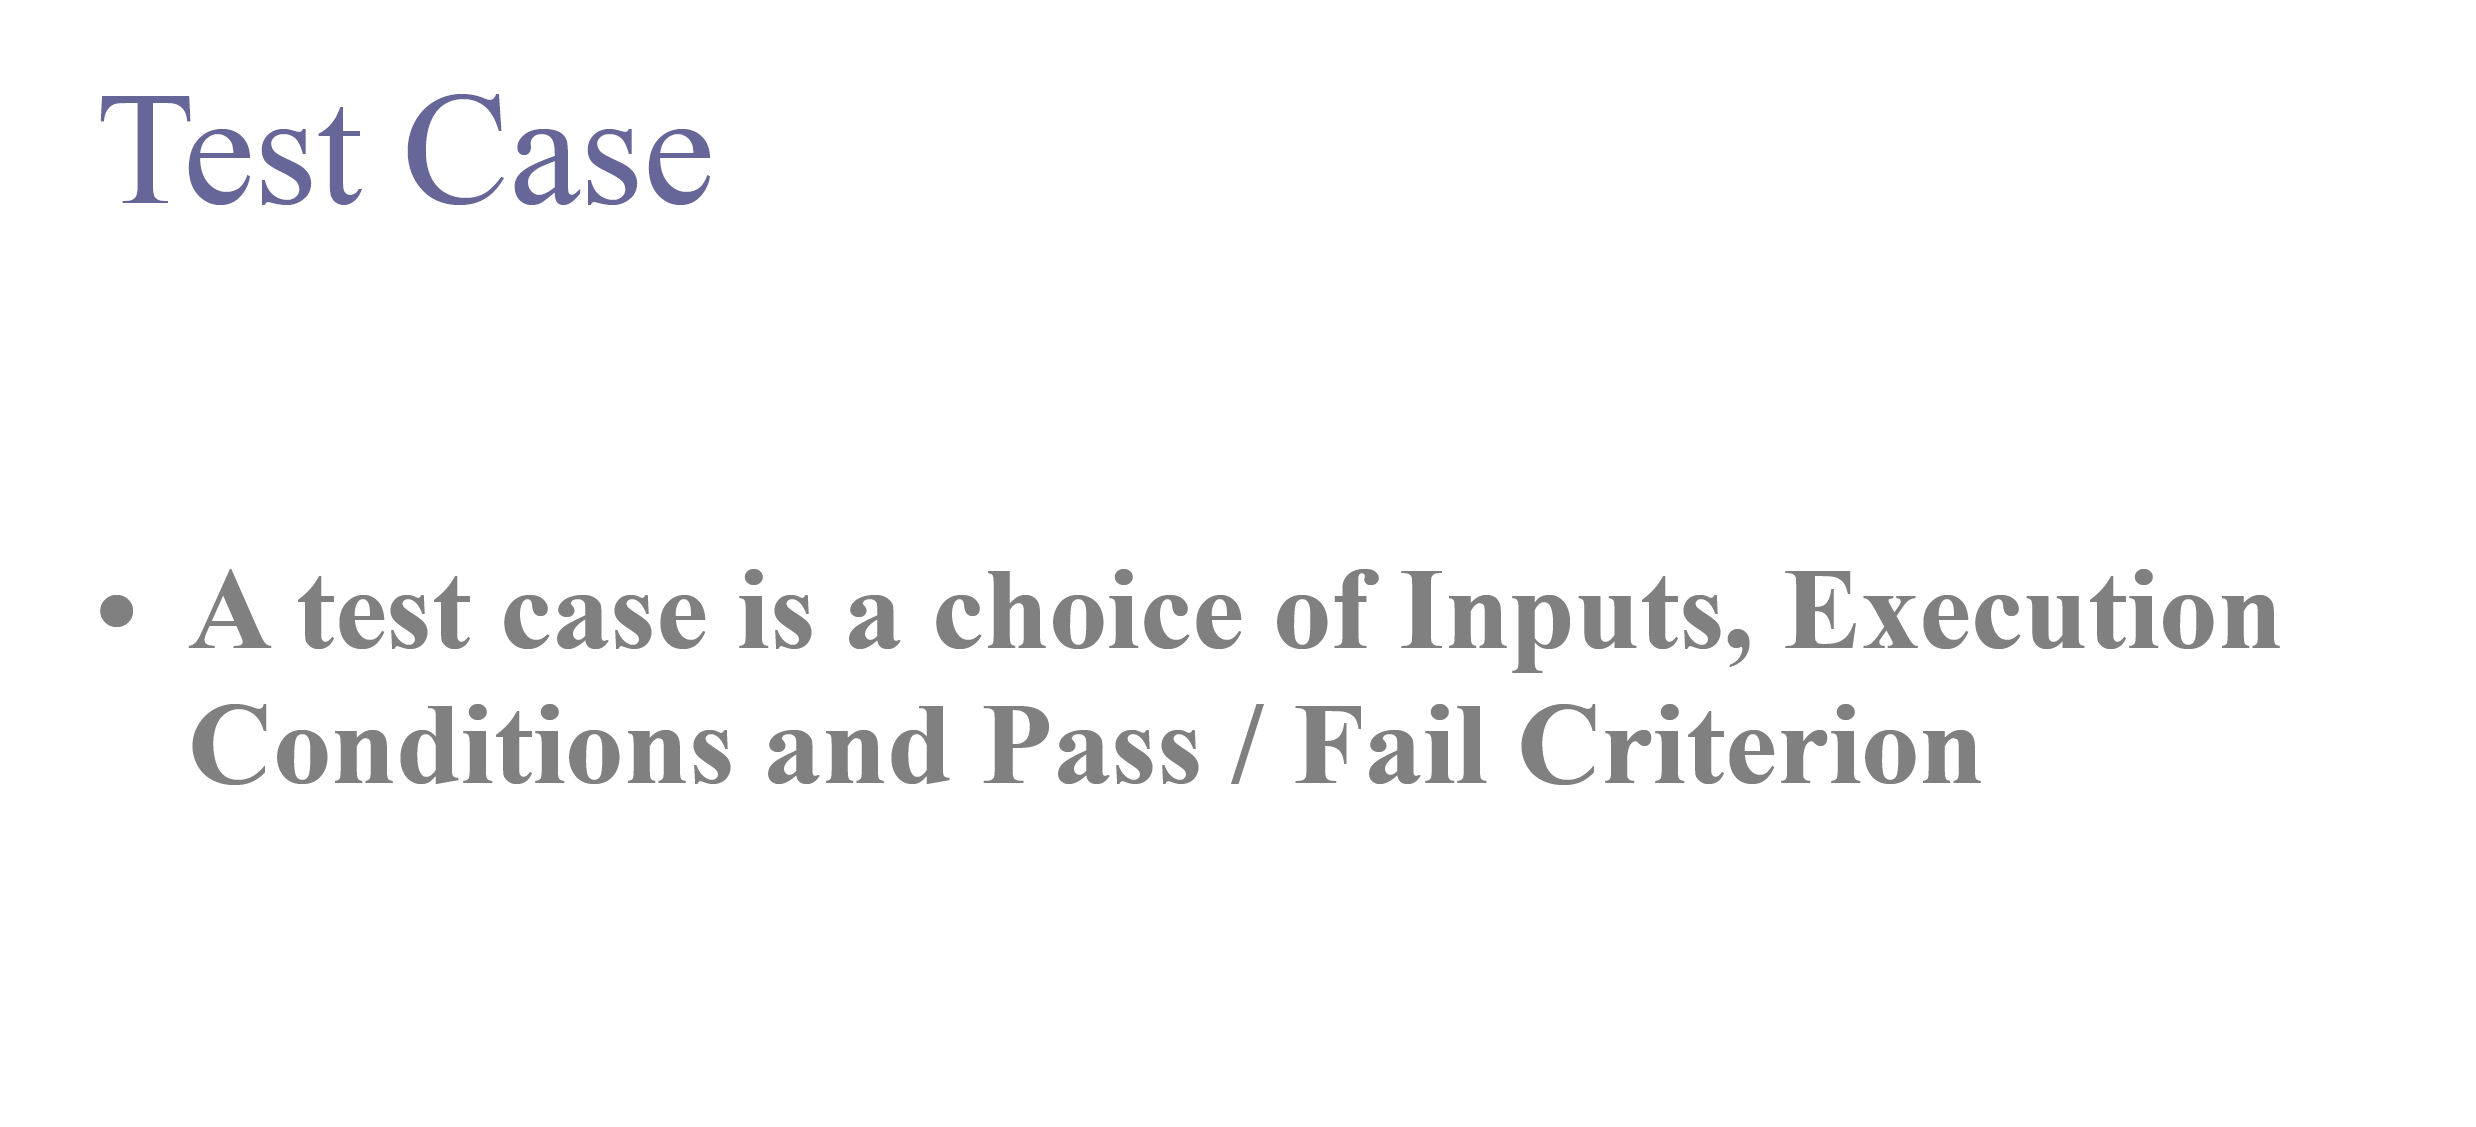 Test Case
• A test case is a choice of Inputs, Execution
Conditions and Pass / Fail Criterion